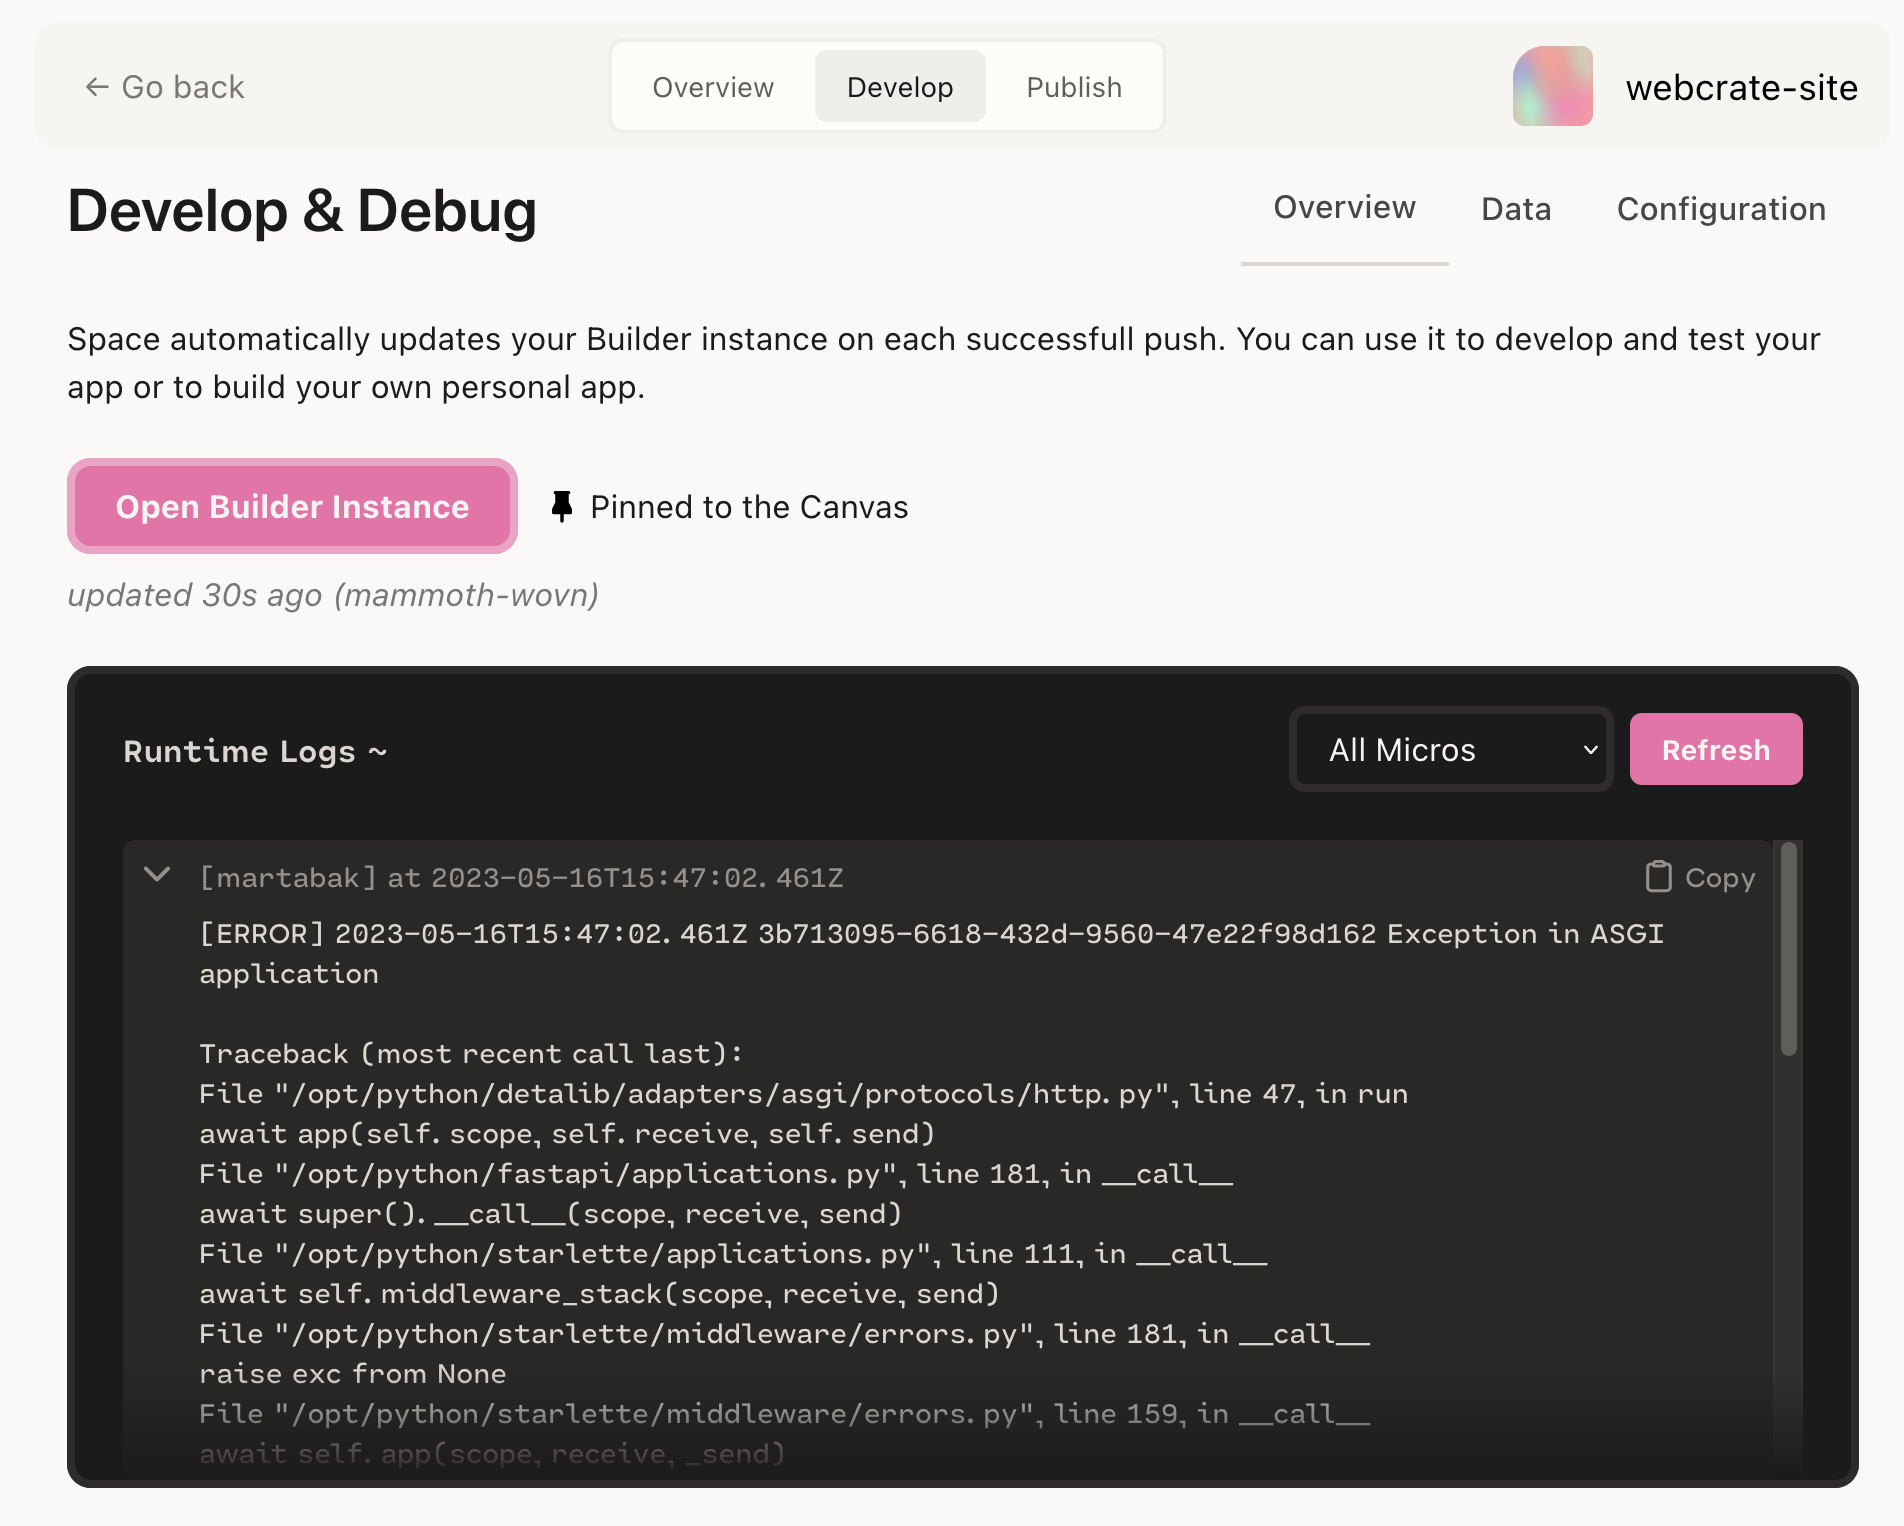 ← Go back
Overview
Develop
Publish
webcrate-site
Develop & Debug
Overview
Data
Configuration
Space automatically updates your Builder instance on each successfull push. You can use it to develop and test your
app or to build your own personal app.
Open Builder Instance
Pinned to the Canvas
updated 30s ago (mammoth-wovn)
Runtime Logs ~
All Micros
Refresh
[martabak] at 2023-05-16T15:47:02.461Z
Copy
[ERROR] 2023-05-16T15:47:02.461Z 3b713095-6618-432d-9560-47e22f98d162 Exception in ASGI
application
Traceback (most recent call last):
File "/opt/python/detalib/adapters/asgi/protocols/http.py", line 47, in run
await app(self.scope, self.receive, self.send)
File "/opt/python/fastapi/applications.py", line 181, in __call__
await super().__call__(scope, receive, send)
File "/opt/python/starlette/applications.py", line 111, in __call__
await self.middleware_stack(scope, receive, send)
File "/opt/python/starlette/middleware/errors.py", line 181, in __call__
raise exc from None
File "/opt/python/starlette/middleware/errors.py", line 159, in __call__
await self.app(scope, receive, _send)